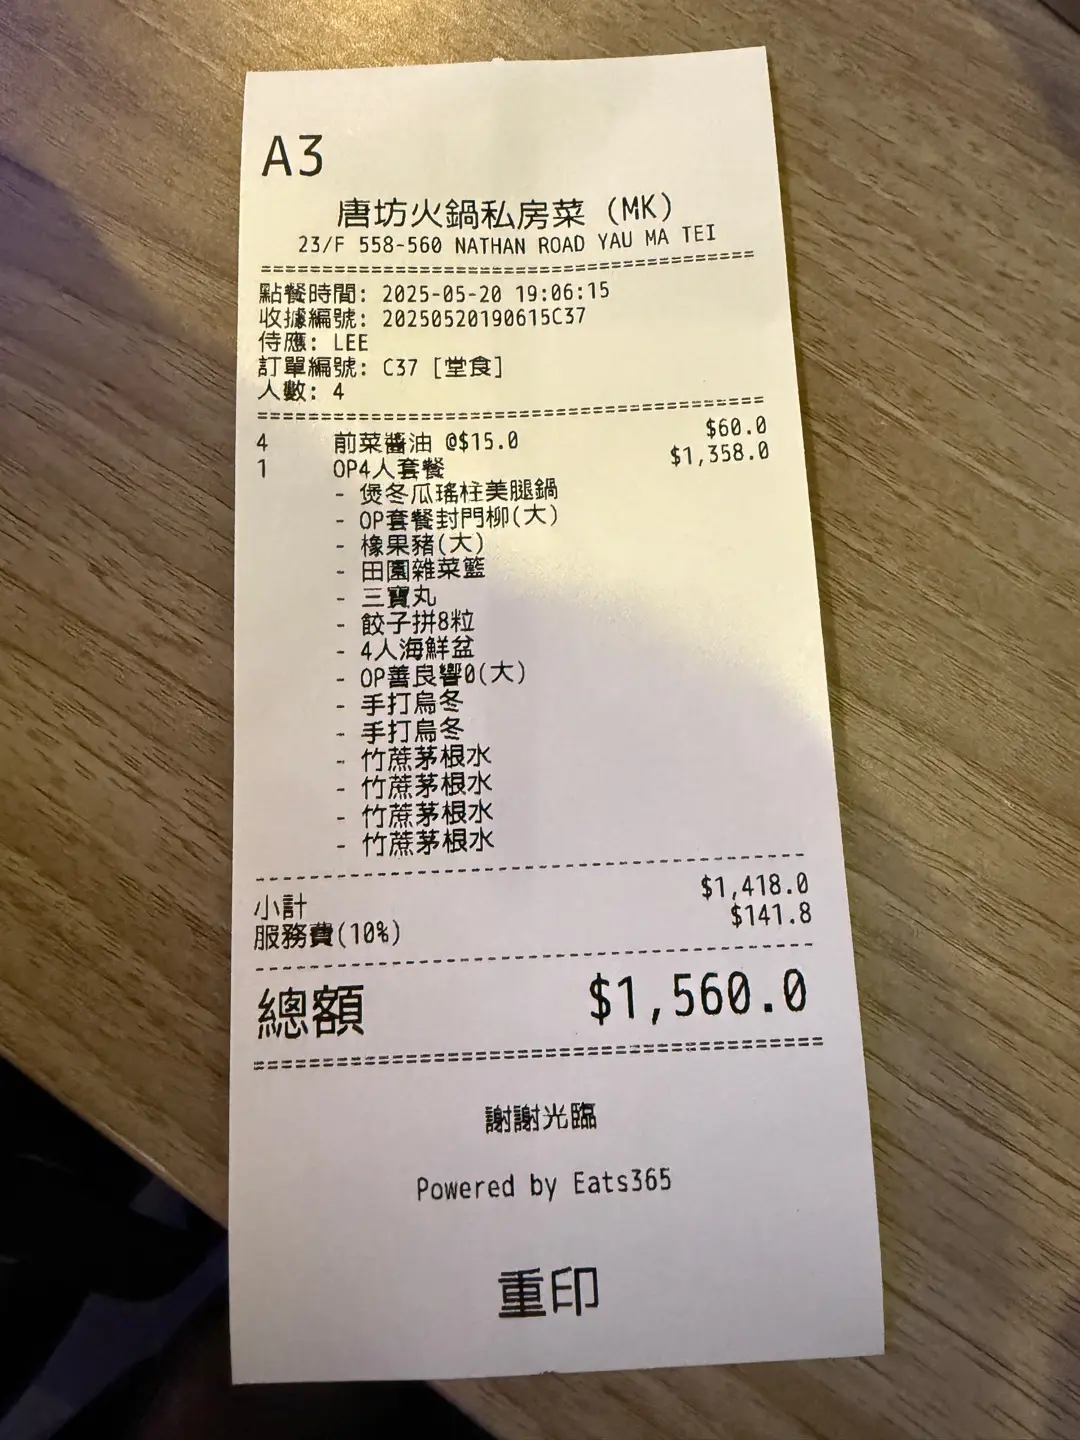 A3
唐坊火鍋私房菜 (MK)
23/F 558-560 NATHAN ROAD YAU MA TEI
點餐時間: 2025-05-20 19:06:15
收據編號: 20250520190615C37
侍應: LEE
訂單編號: C37 [堂食]
人數: 4
4 前菜醬油 @$15.0 $60.0
1 OP4人套餐 $1,358.0
- 煲冬瓜瑤柱美腿鍋
- OP套餐封門柳(大)
- 橡果豬(大)
- 田園雜菜籃
- 三寶丸
- 餃子拼8粒
- 4人海鮮盆
- OP善良響0(大)
- 手打烏冬
- 手打烏冬
- 竹蔗茅根水
- 竹蔗茅根水
- 竹蔗茅根水
- 竹蔗茅根水
小計 $1,418.0
服務費(10%) $141.8
總額 $1,560.0
謝謝光臨
Powered by Eats365
重印